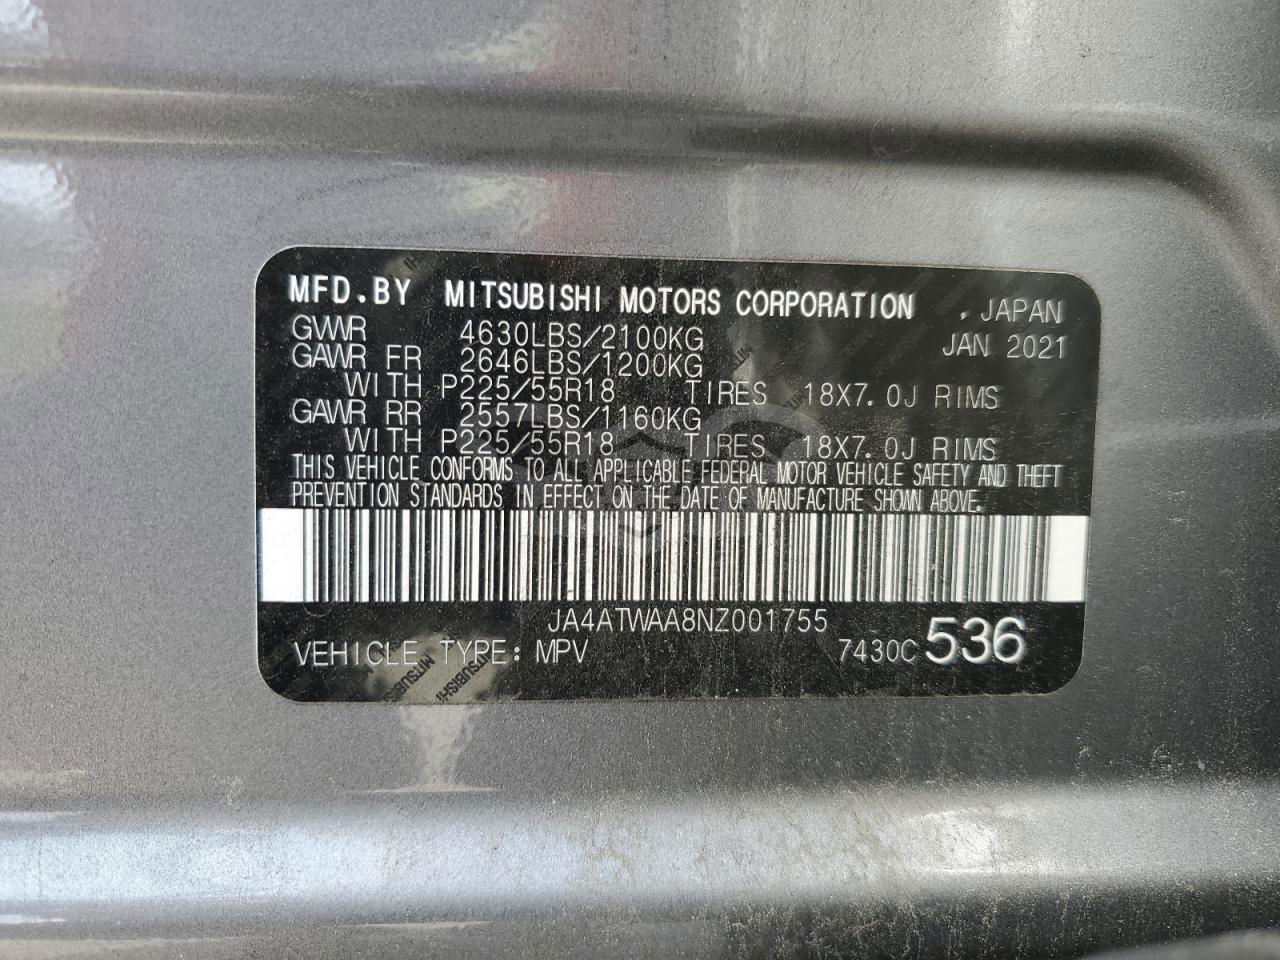 MFD.BY MITSUBISHI MOTORS CORPORATION , JAPAN
GVWR 4630LBS/2100KG JAN 2021
GAWR FR 2646LBS/1200KG
WITH P225/55R18 TIRES 18X7.0J RIMS
GAWR RR 2557LBS/1160KG
WITH P225/55R18 TIRES 18X7.0J RIMS
THIS VEHICLE CONFORMS TO ALL APPLICABLE FEDERAL MOTOR VEHICLE SAFETY AND THEFT
PREVENTION STANDARDS IN EFFECT ON THE DATE OF MANUFACTURE SHOWN ABOVE.
JA4ATWAA8NZ001755
VEHICLE TYPE: MPV 7430C 536
MITSUBISHI